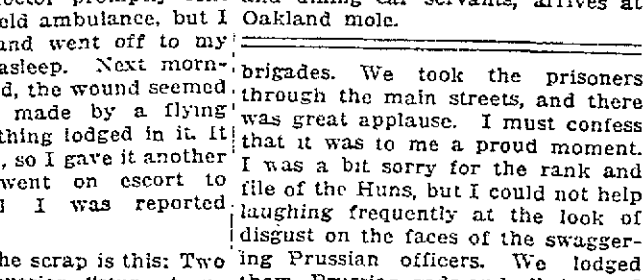 eld ambulance, but I
and went off to my
asleep. Next morn-
d, the wound seemed
made by a flying
thing lodged in it. It
, so I gave it another
went on escort to
I was reported
he scrap is this: Two
and dining car servants, arrives at
Oakland mole.
brigades. We took the prisoners
through the main streets, and there
was great applause. I must confess
that it was to me a proud moment.
I was a bit sorry for the rank and
file of the Huns, but I could not help
laughing frequently at the look of
disgust on the faces of the swagger-
ing Prussian officers. We lodged